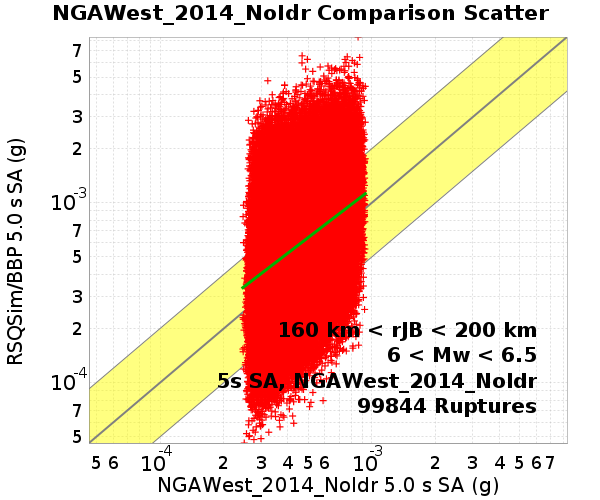 NGAWest_2014_NoIdr Comparison Scatter
RSQSim/BBP 5.0 s SA (g)
7
5
3
2
10-3
7
5
3
2
10-4
7
5
160 km < rJB < 200 km
6 < Mw < 6.5
5s SA, NGAWest_2014_NoIdr
99844 Ruptures
5 6 10-4 2 3 4 5 6 10-3 2 3 4 5 6 7
NGAWest_2014_NoIdr 5.0 s SA (g)